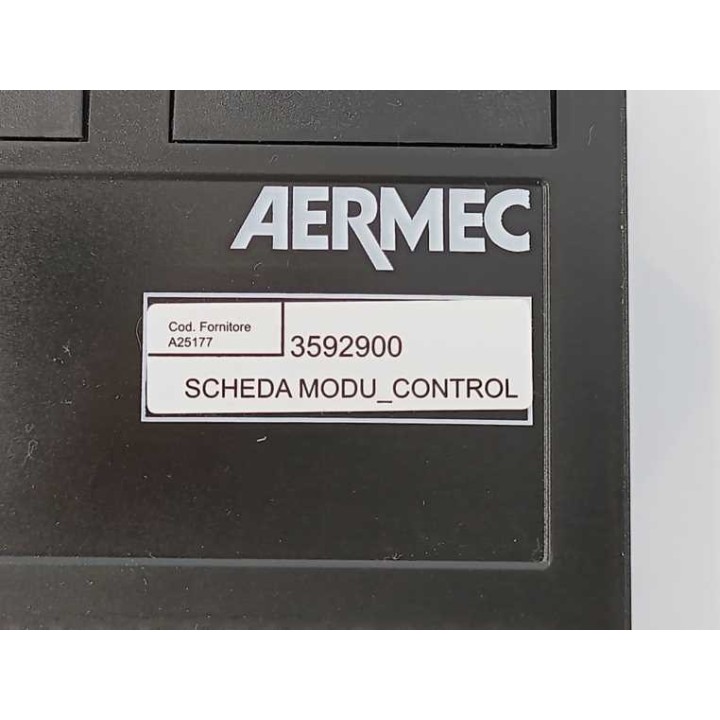 AERMEC
Cod. Fornitore
A25177
3592900
SCHEDA MODU_CONTROL